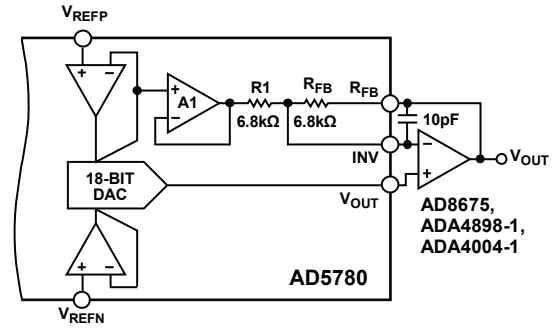 VREFP
+ −
+
A1
−
R1
6.8kΩ
RFB
6.8kΩ
RFB
10pF
INV
−
+
VOUT
18-BIT
DAC
VOUT
AD8675,
ADA4898-1,
ADA4004-1
+ −
AD5780
VREFN